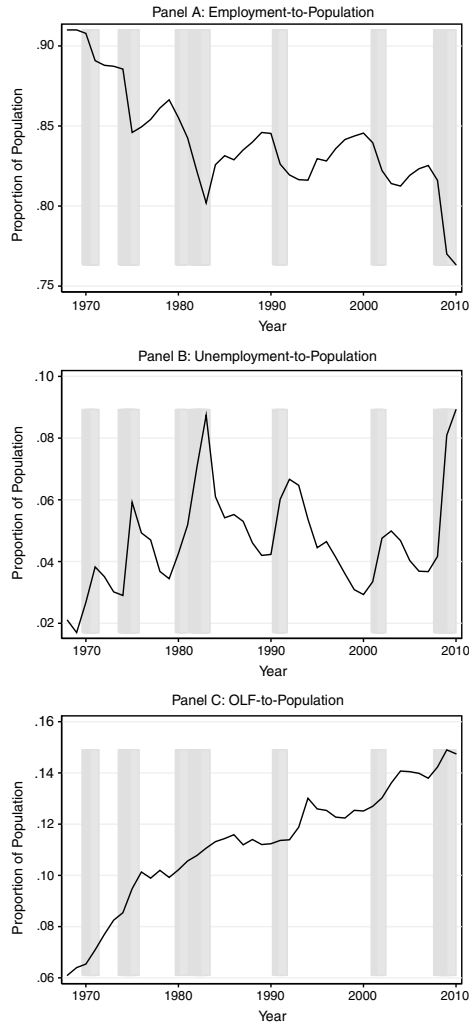 Panel A: Employment-to-Population
Proportion of Population
.90
.85
.80
.75
1970 1980 1990 2000 2010
Year
Panel B: Unemployment-to-Population
Proportion of Population
.10
.08
.06
.04
.02
1970 1980 1990 2000 2010
Year
Panel C: OLF-to-Population
Proportion of Population
.16
.14
.12
.10
.08
.06
1970 1980 1990 2000 2010
Year